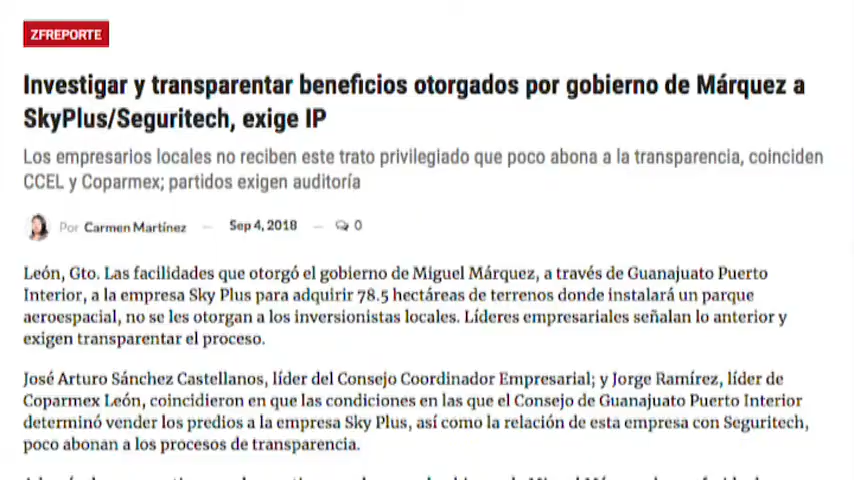 ZFREPORTE
Investigar y transparentar beneficios otorgados por gobierno de Márquez a
SkyPlus/Seguritech, exige IP
Los empresarios locales no reciben este trato privilegiado que poco abona a la transparencia, coinciden
CCEL y Coparmex; partidos exigen auditoría
Por Carmen Martínez — Sep 4, 2018 — 0
León, Gto. Las facilidades que otorgó el gobierno de Miguel Márquez, a través de Guanajuato Puerto
Interior, a la empresa Sky Plus para adquirir 78.5 hectáreas de terrenos donde instalará un parque
aeroespacial, no se les otorgan a los inversionistas locales. Líderes empresariales señalan lo anterior y
exigen transparentar el proceso.
José Arturo Sánchez Castellanos, líder del Consejo Coordinador Empresarial; y Jorge Ramírez, líder de
Coparmex León, coincidieron en que las condiciones en las que el Consejo de Guanajuato Puerto Interior
determinó vender los predios a la empresa Sky Plus, así como la relación de esta empresa con Seguritech,
poco abonan a los procesos de transparencia.